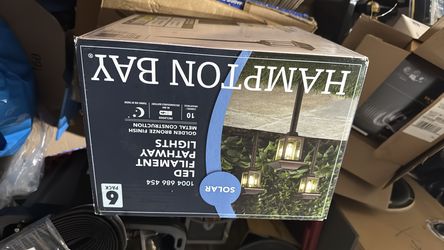 HAMPTON BAY®
SOLAR
6
PACK
1004 686 454
LED
FILAMENT
PATHWAY
LIGHTS
GOLDEN BRONZE FINISH
METAL CONSTRUCTION
10